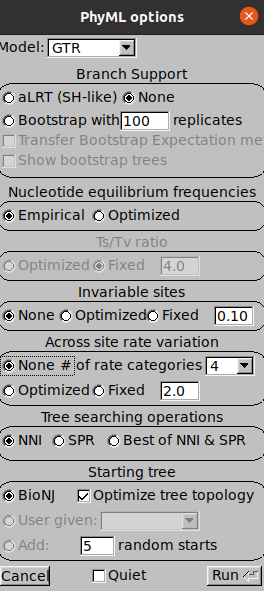 PhyML options
Model: GTR
Branch Support
aLRT (SH-like) None
Bootstrap with 100 replicates
Transfer Bootstrap Expectation me
Show bootstrap trees
Nucleotide equilibrium frequencies
Empirical Optimized
Ts/Tv ratio
Optimized Fixed 4.0
Invariable sites
None Optimized Fixed 0.10
Across site rate variation
None # of rate categories 4
Optimized Fixed 2.0
Tree searching operations
NNI SPR Best of NNI & SPR
Starting tree
BioNJ Optimize tree topology
User given:
Add: 5 random starts
Cancel Quiet Run